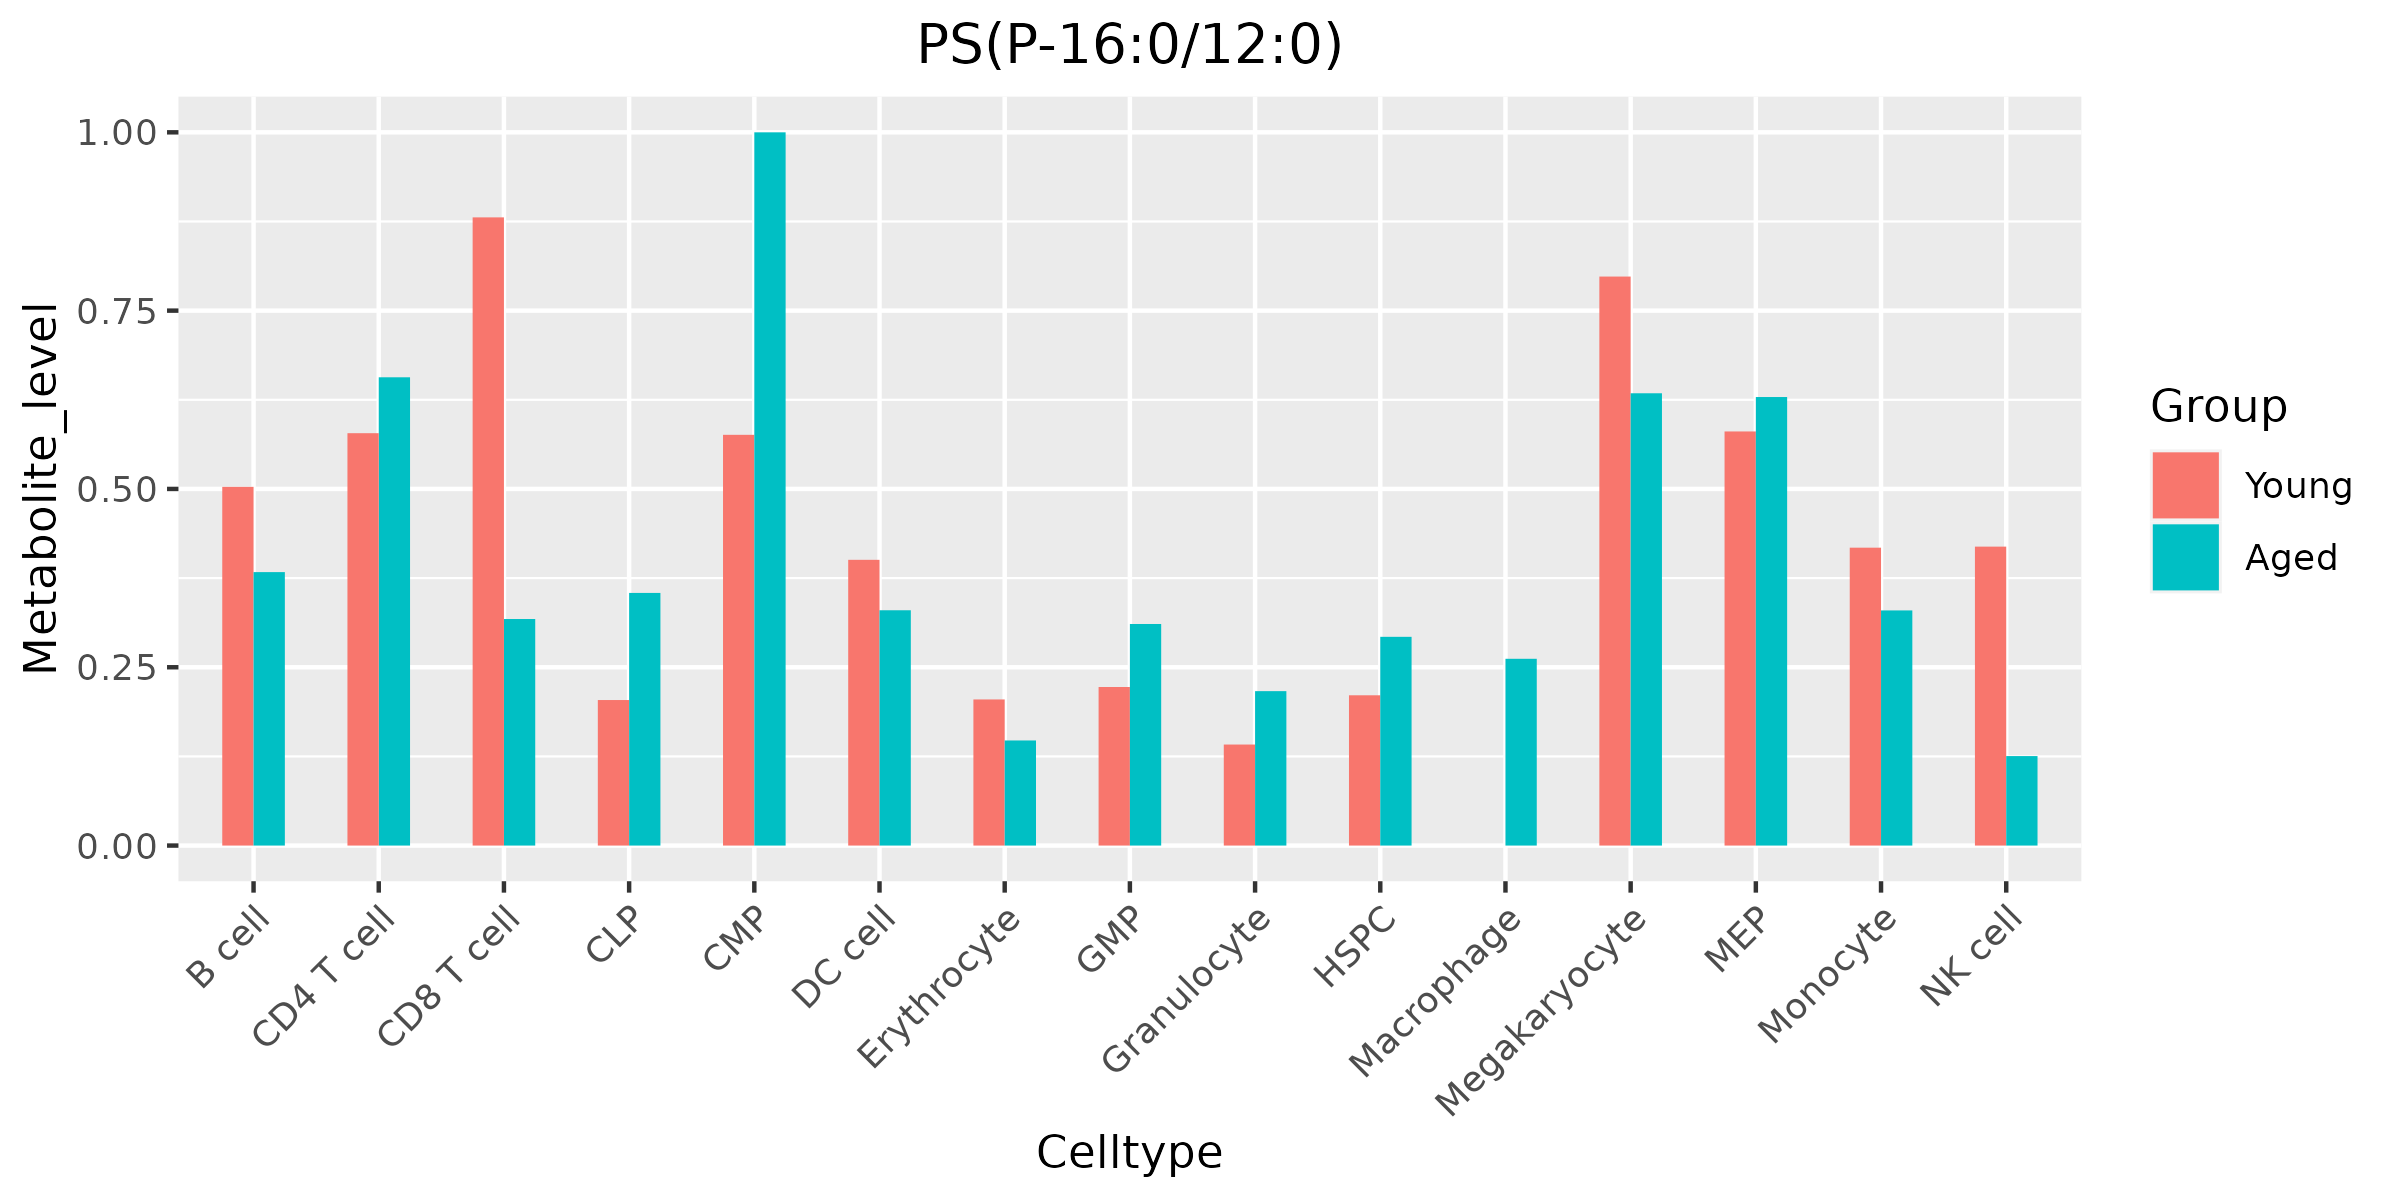 PS(P-16:0/12:0)
Metabolite_level
1.00
0.75
0.50
0.25
0.00
B cell
CD4 T cell
CD8 T cell
CLP
CMP
DC cell
Erythrocyte
GMP
Granulocyte
HSPC
Macrophage
Megakaryocyte
MEP
Monocyte
NK cell
Celltype
Group
Young
Aged